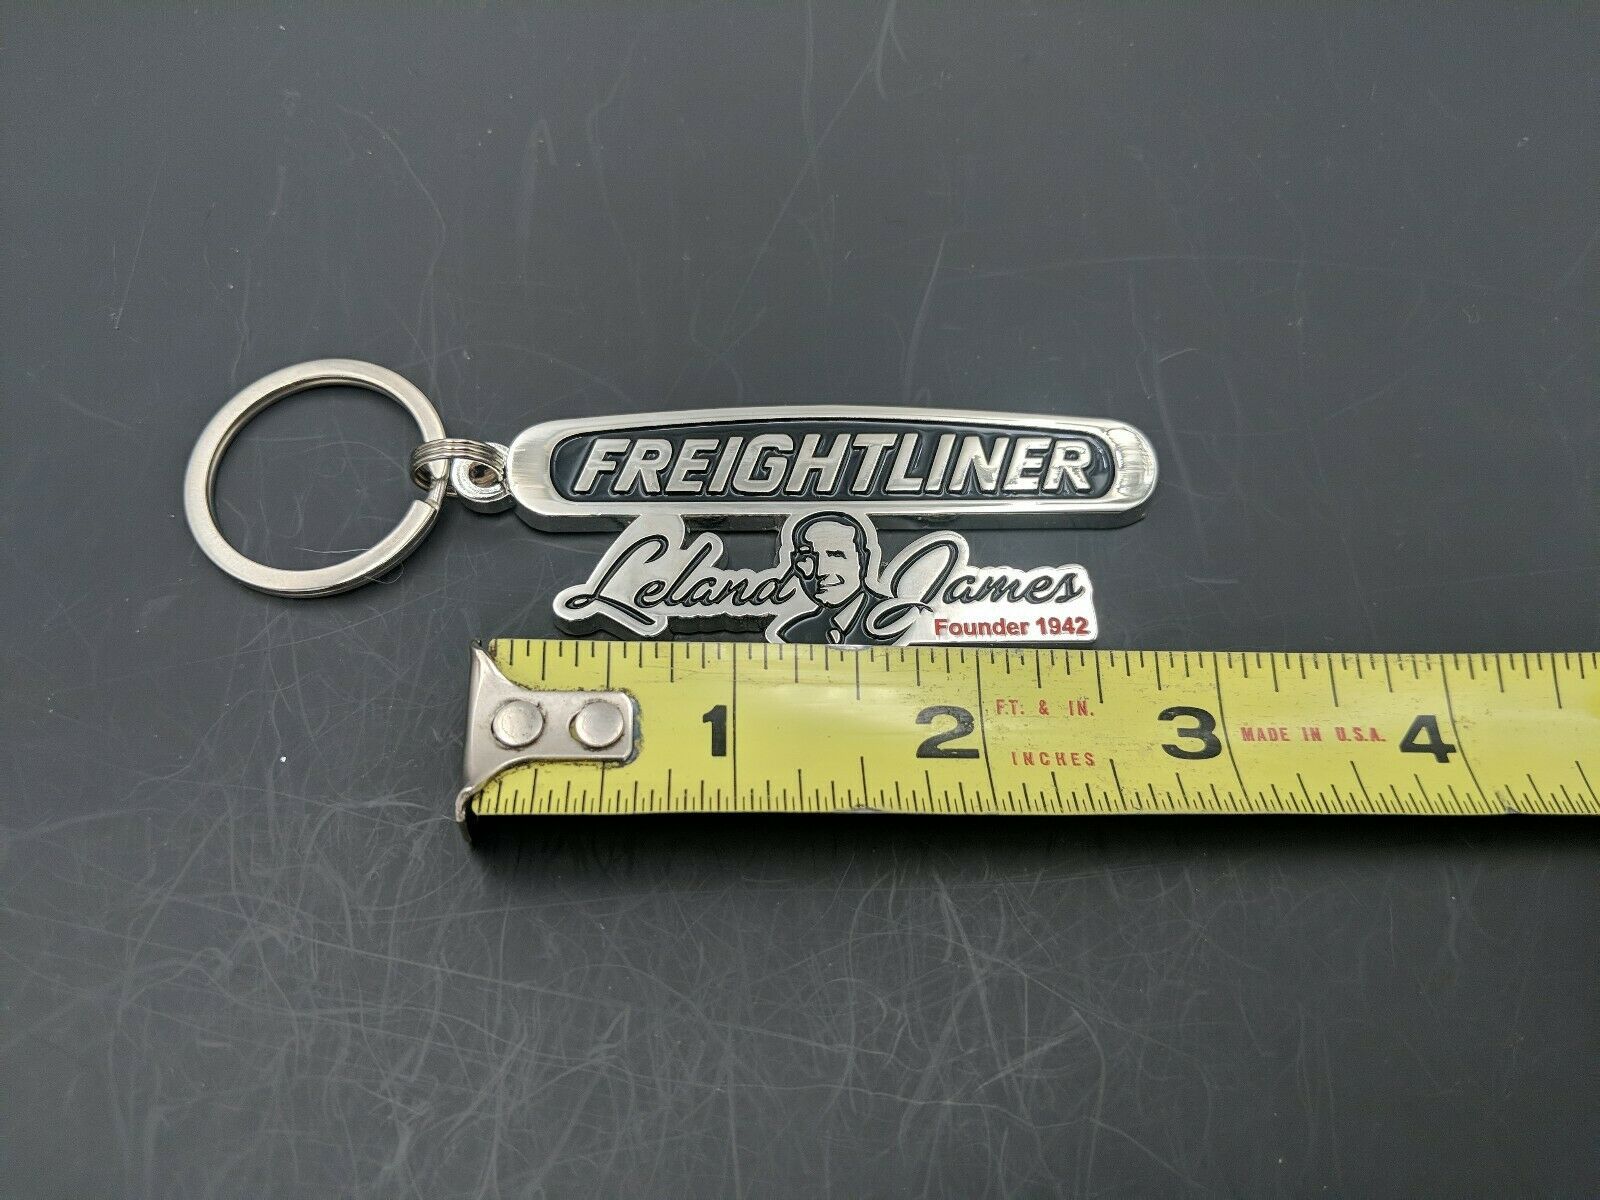 FREIGHTLINER
Leland James
Founder 1942
1 2 FT. & IN. 3 MADE IN U.S.A. 4
INCHES